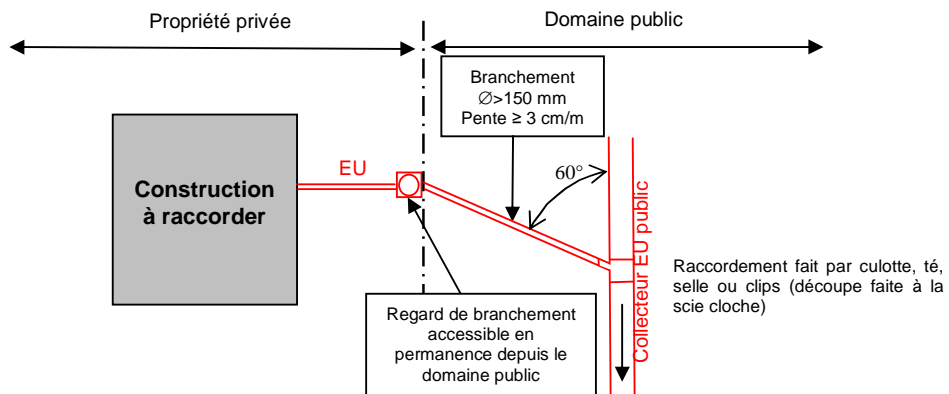 Propriété privée
Domaine public
Branchement
∅>150 mm
Pente ≥ 3 cm/m
EU
60°
Construction
à raccorder
Collecteur EU public
Raccordement fait par culotte, té,
selle ou clips (découpe faite à la
scie cloche)
Regard de branchement
accessible en
permanence depuis le
domaine public